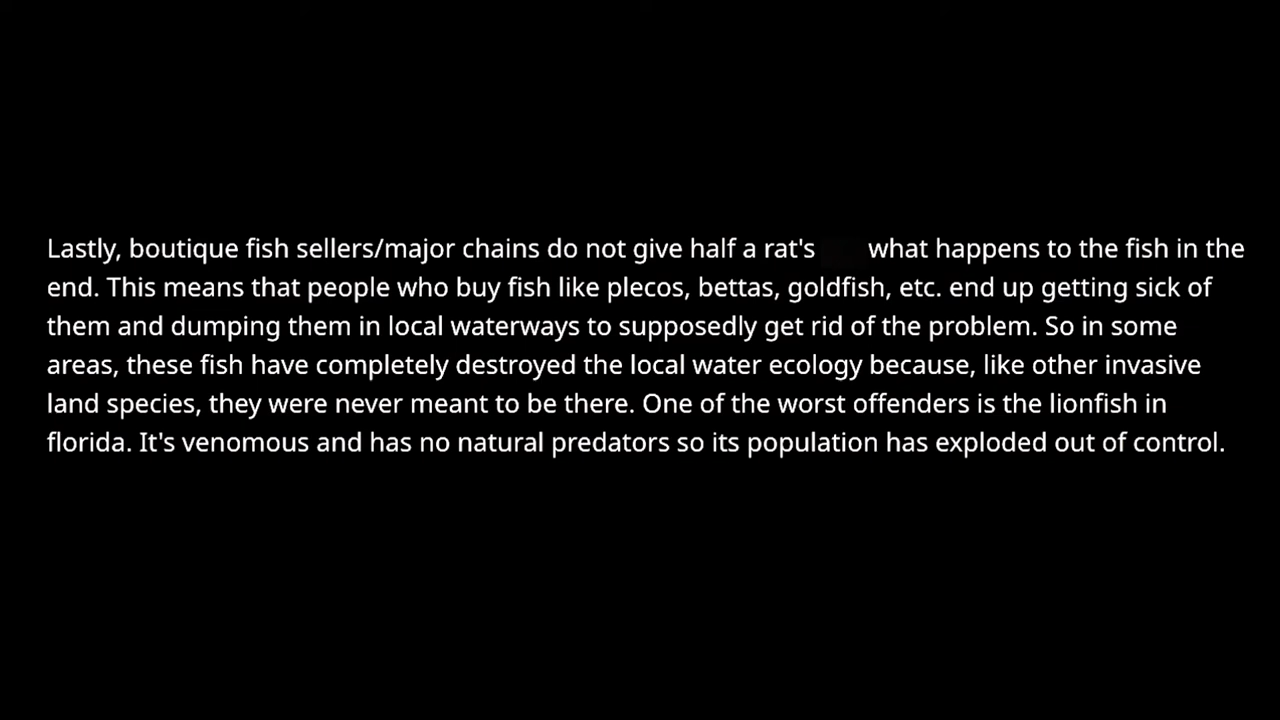 Lastly, boutique fish sellers/major chains do not give half a rat's what happens to the fish in the
end. This means that people who buy fish like plecos, bettas, goldfish, etc. end up getting sick of
them and dumping them in local waterways to supposedly get rid of the problem. So in some
areas, these fish have completely destroyed the local water ecology because, like other invasive
land species, they were never meant to be there. One of the worst offenders is the lionfish in
florida. It's venomous and has no natural predators so its population has exploded out of control.